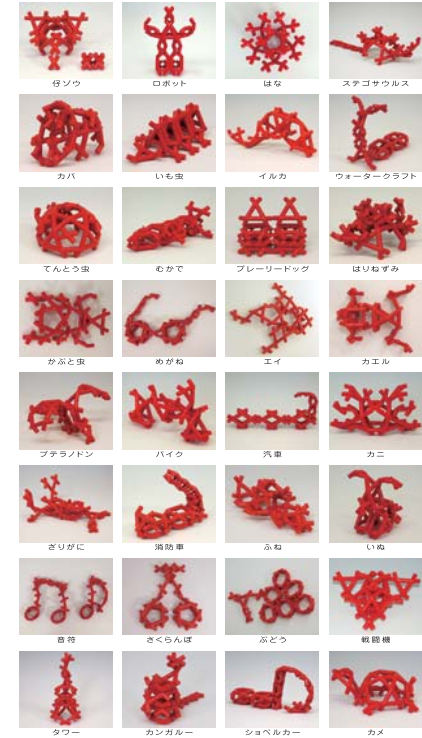 仔ゾウ
ロボット
はな
ステゴサウルス
カバ
いも虫
イルカ
ウォータークラフト
てんとう虫
むかで
プレーリードッグ
はりねずみ
かぶと虫
めがね
エイ
カエル
プテラノドン
バイク
汽車
カニ
ざりがに
消防車
ふね
いぬ
音符
さくらんぼ
ぶどう
戦闘機
タワー
カンガルー
ショベルカー
カメ